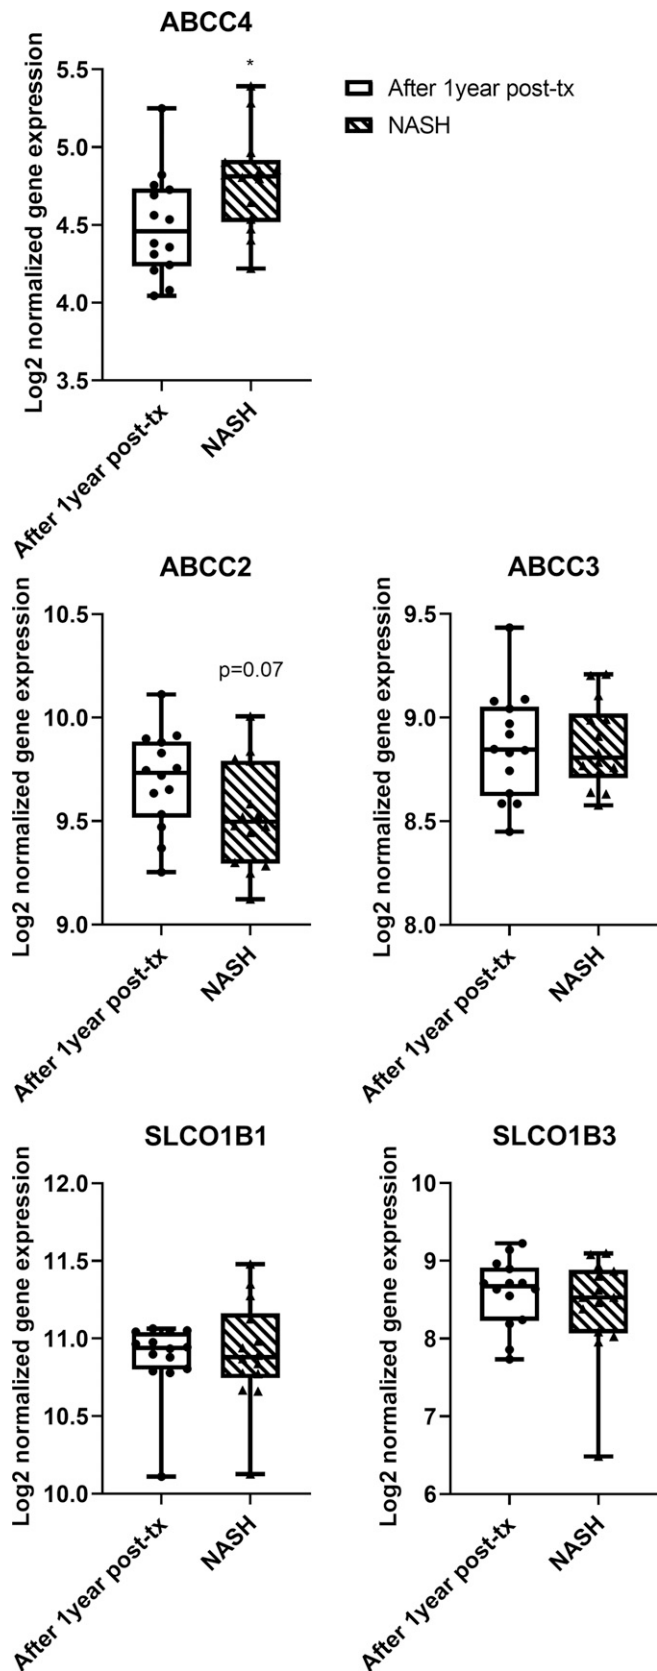 ABCC4
*
After 1year post-tx
NASH
Log2 normalized gene expression
5.5
5.0
4.5
4.0
3.5
After 1year post-tx
NASH
ABCC2
p=0.07
Log2 normalized gene expression
10.5
10.0
9.5
9.0
After 1year post-tx
NASH
ABCC3
Log2 normalized gene expression
9.5
9.0
8.5
8.0
After 1year post-tx
NASH
SLCO1B1
Log2 normalized gene expression
12.0
11.5
11.0
10.5
10.0
After 1year post-tx
NASH
SLCO1B3
Log2 normalized gene expression
10
9
8
7
6
After 1year post-tx
NASH